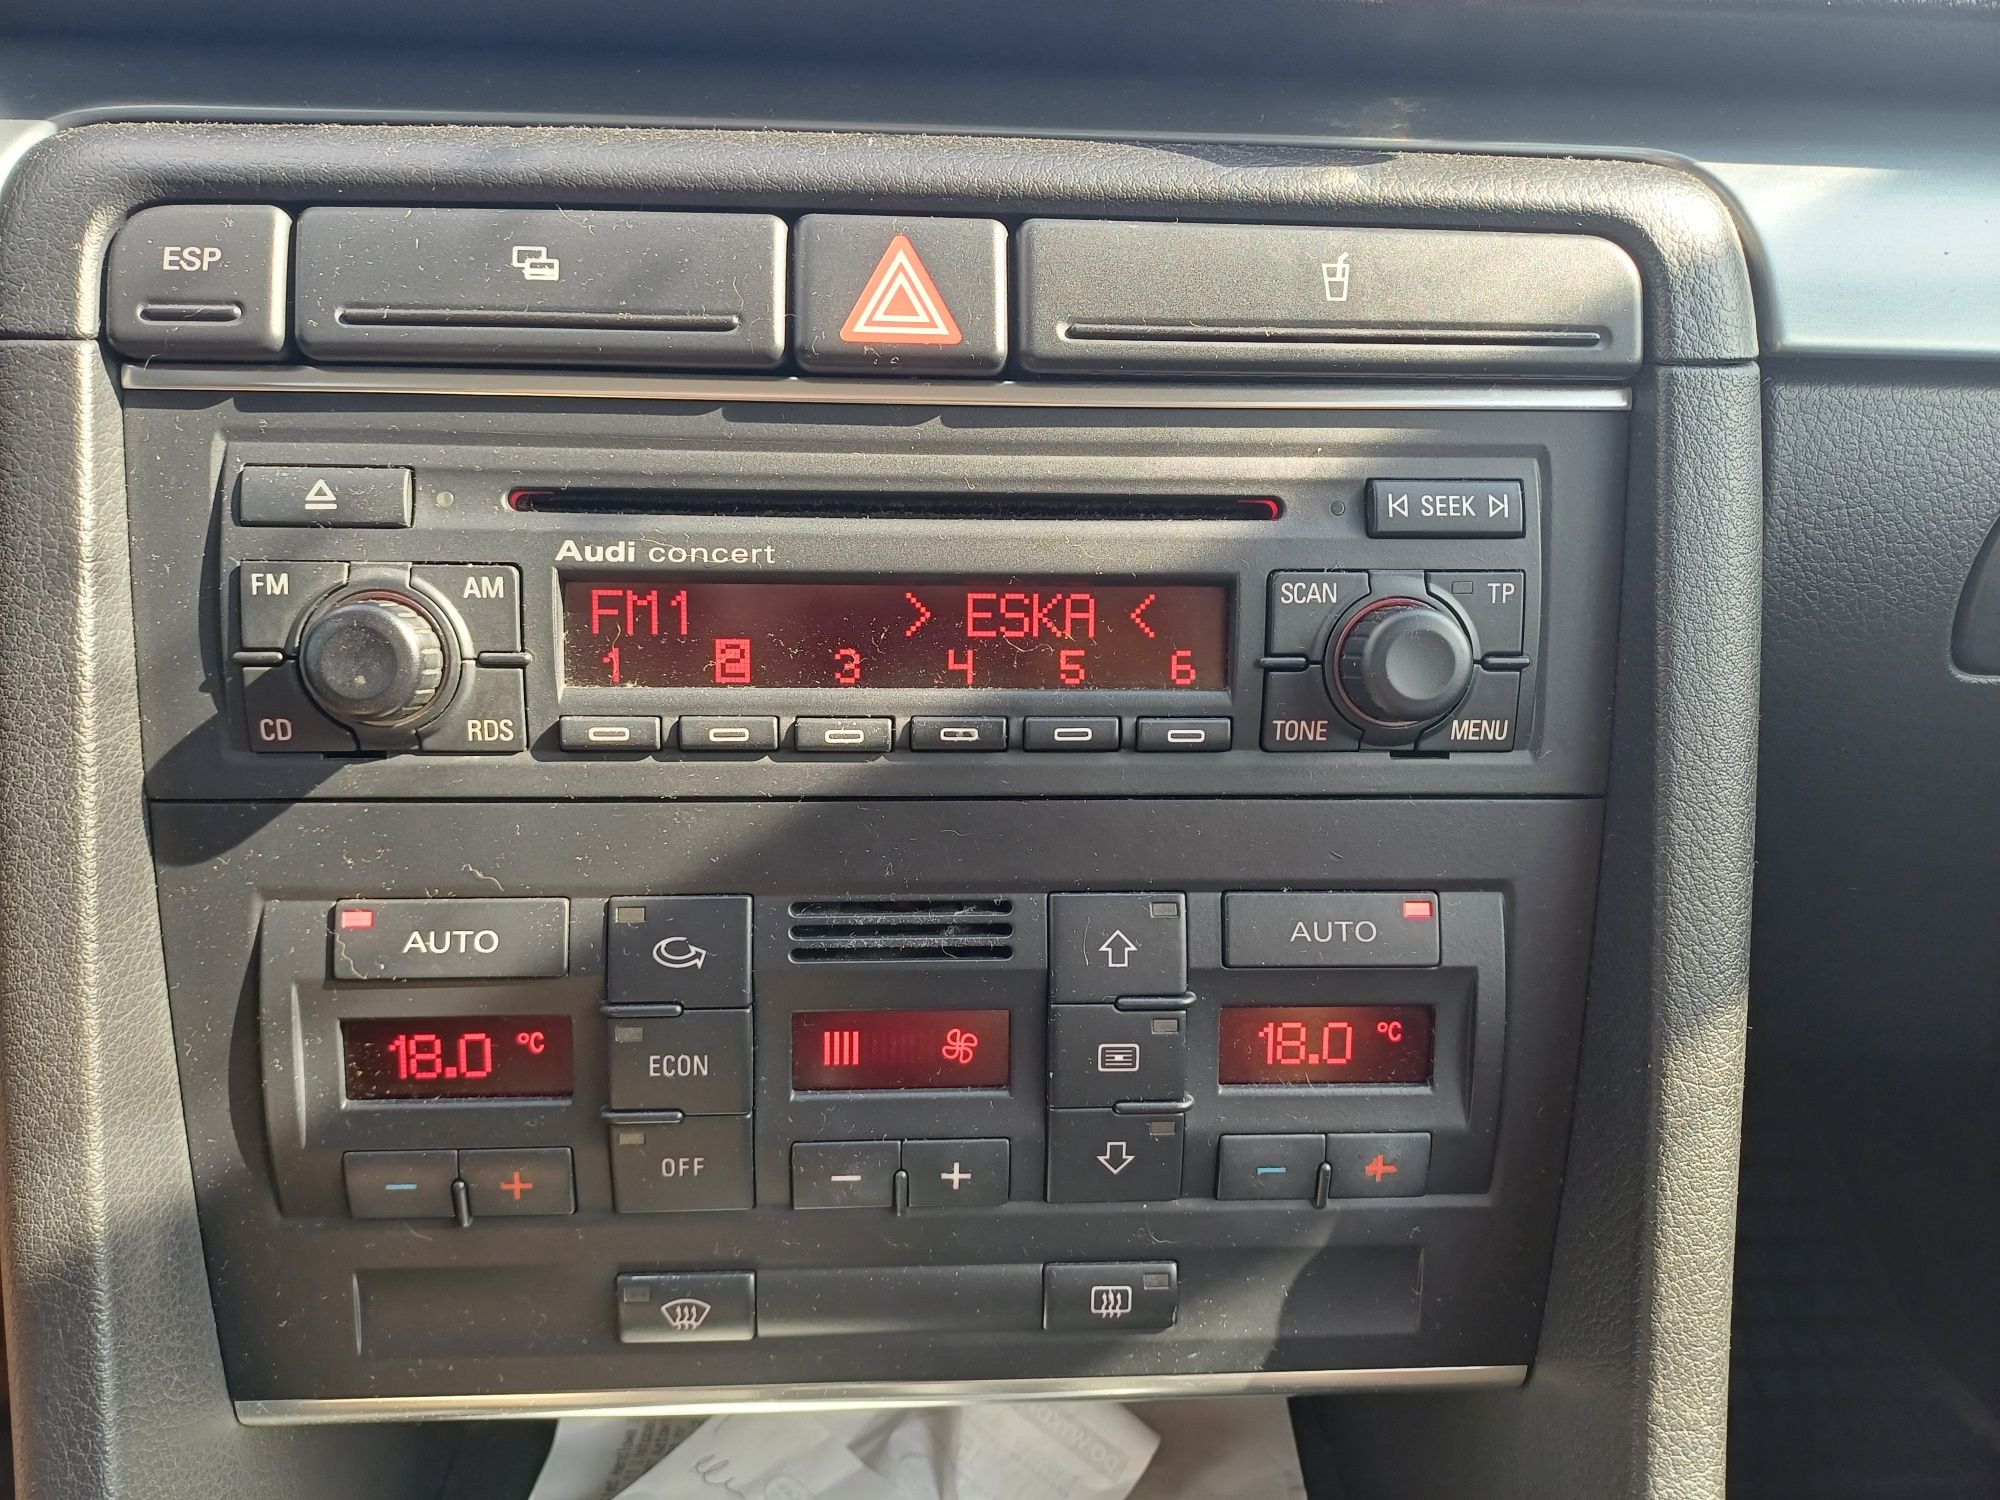 ESP
SEEK
Audi concert
FM AM
FM1 > ESKA <
SCAN TP
1 2 3 4 5 6
CD RDS
TONE MENU
AUTO AUTO
18.0 °C
ECON
18.0 °C
OFF
- + - + - +